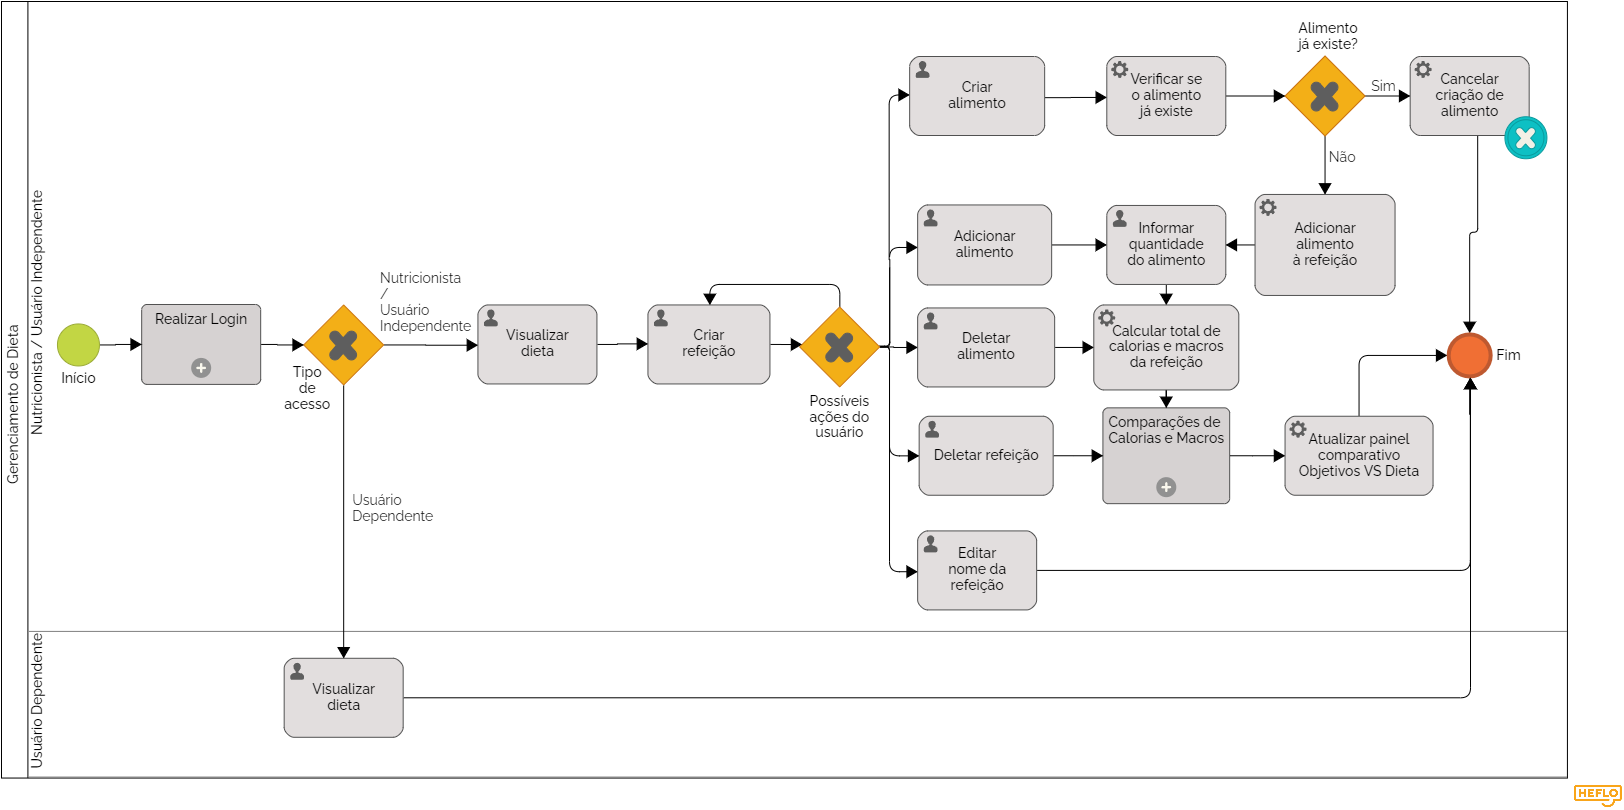 Gerenciamento de Dieta
Nutricionista / Usuário Independente
Início
Realizar Login
Tipo
de
acesso
Nutricionista
/
Usuário
Independente
Usuário
Dependente
Visualizar
dieta
Criar
refeição
Possíveis
ações do
usuário
Criar
alimento
Verificar se
o alimento
já existe
Alimento
já existe?
Sim
Não
Cancelar
criação de
alimento
Adicionar
alimento
Informar
quantidade
do alimento
Adicionar
alimento
à refeição
Deletar
alimento
Calcular total de
calorias e macros
da refeição
Deletar refeição
Comparações de
Calorias e Macros
Atualizar painel
comparativo
Objetivos VS Dieta
Fim
Editar
nome da
refeição
Usuário Dependente
Visualizar
dieta
HEFLO